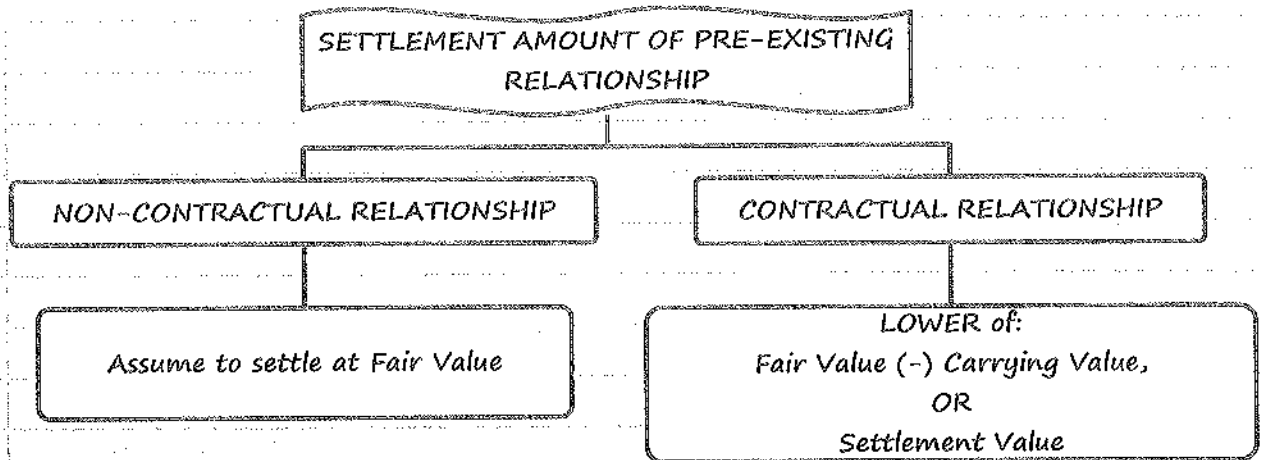 SETTLEMENT AMOUNT OF PRE-EXISTING
RELATIONSHIP
NON-CONTRACTUAL RELATIONSHIP
CONTRACTUAL RELATIONSHIP
Assume to settle at Fair Value
LOWER of:
Fair Value (-) Carrying Value,
OR
Settlement Value